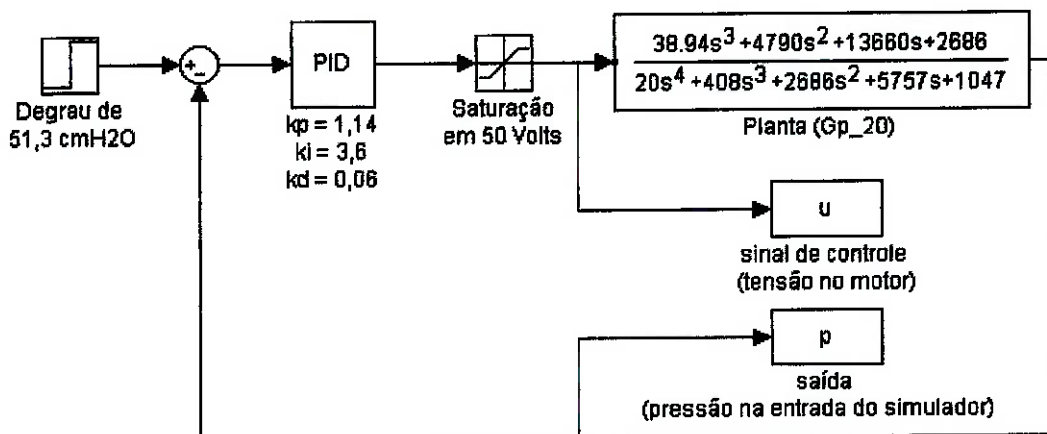 Degrau de
51,3 cmH2O
+
-
PID
kp = 1,14
ki = 3,6
kd = 0,06
Saturação
em 50 Volts
38.94s³+4790s²+13660s+2686
20s⁴+408s³+2686s²+5757s+1047
Planta (Gp_20)
u
sinal de controle
(tensão no motor)
p
saída
(pressão na entrada do simulador)